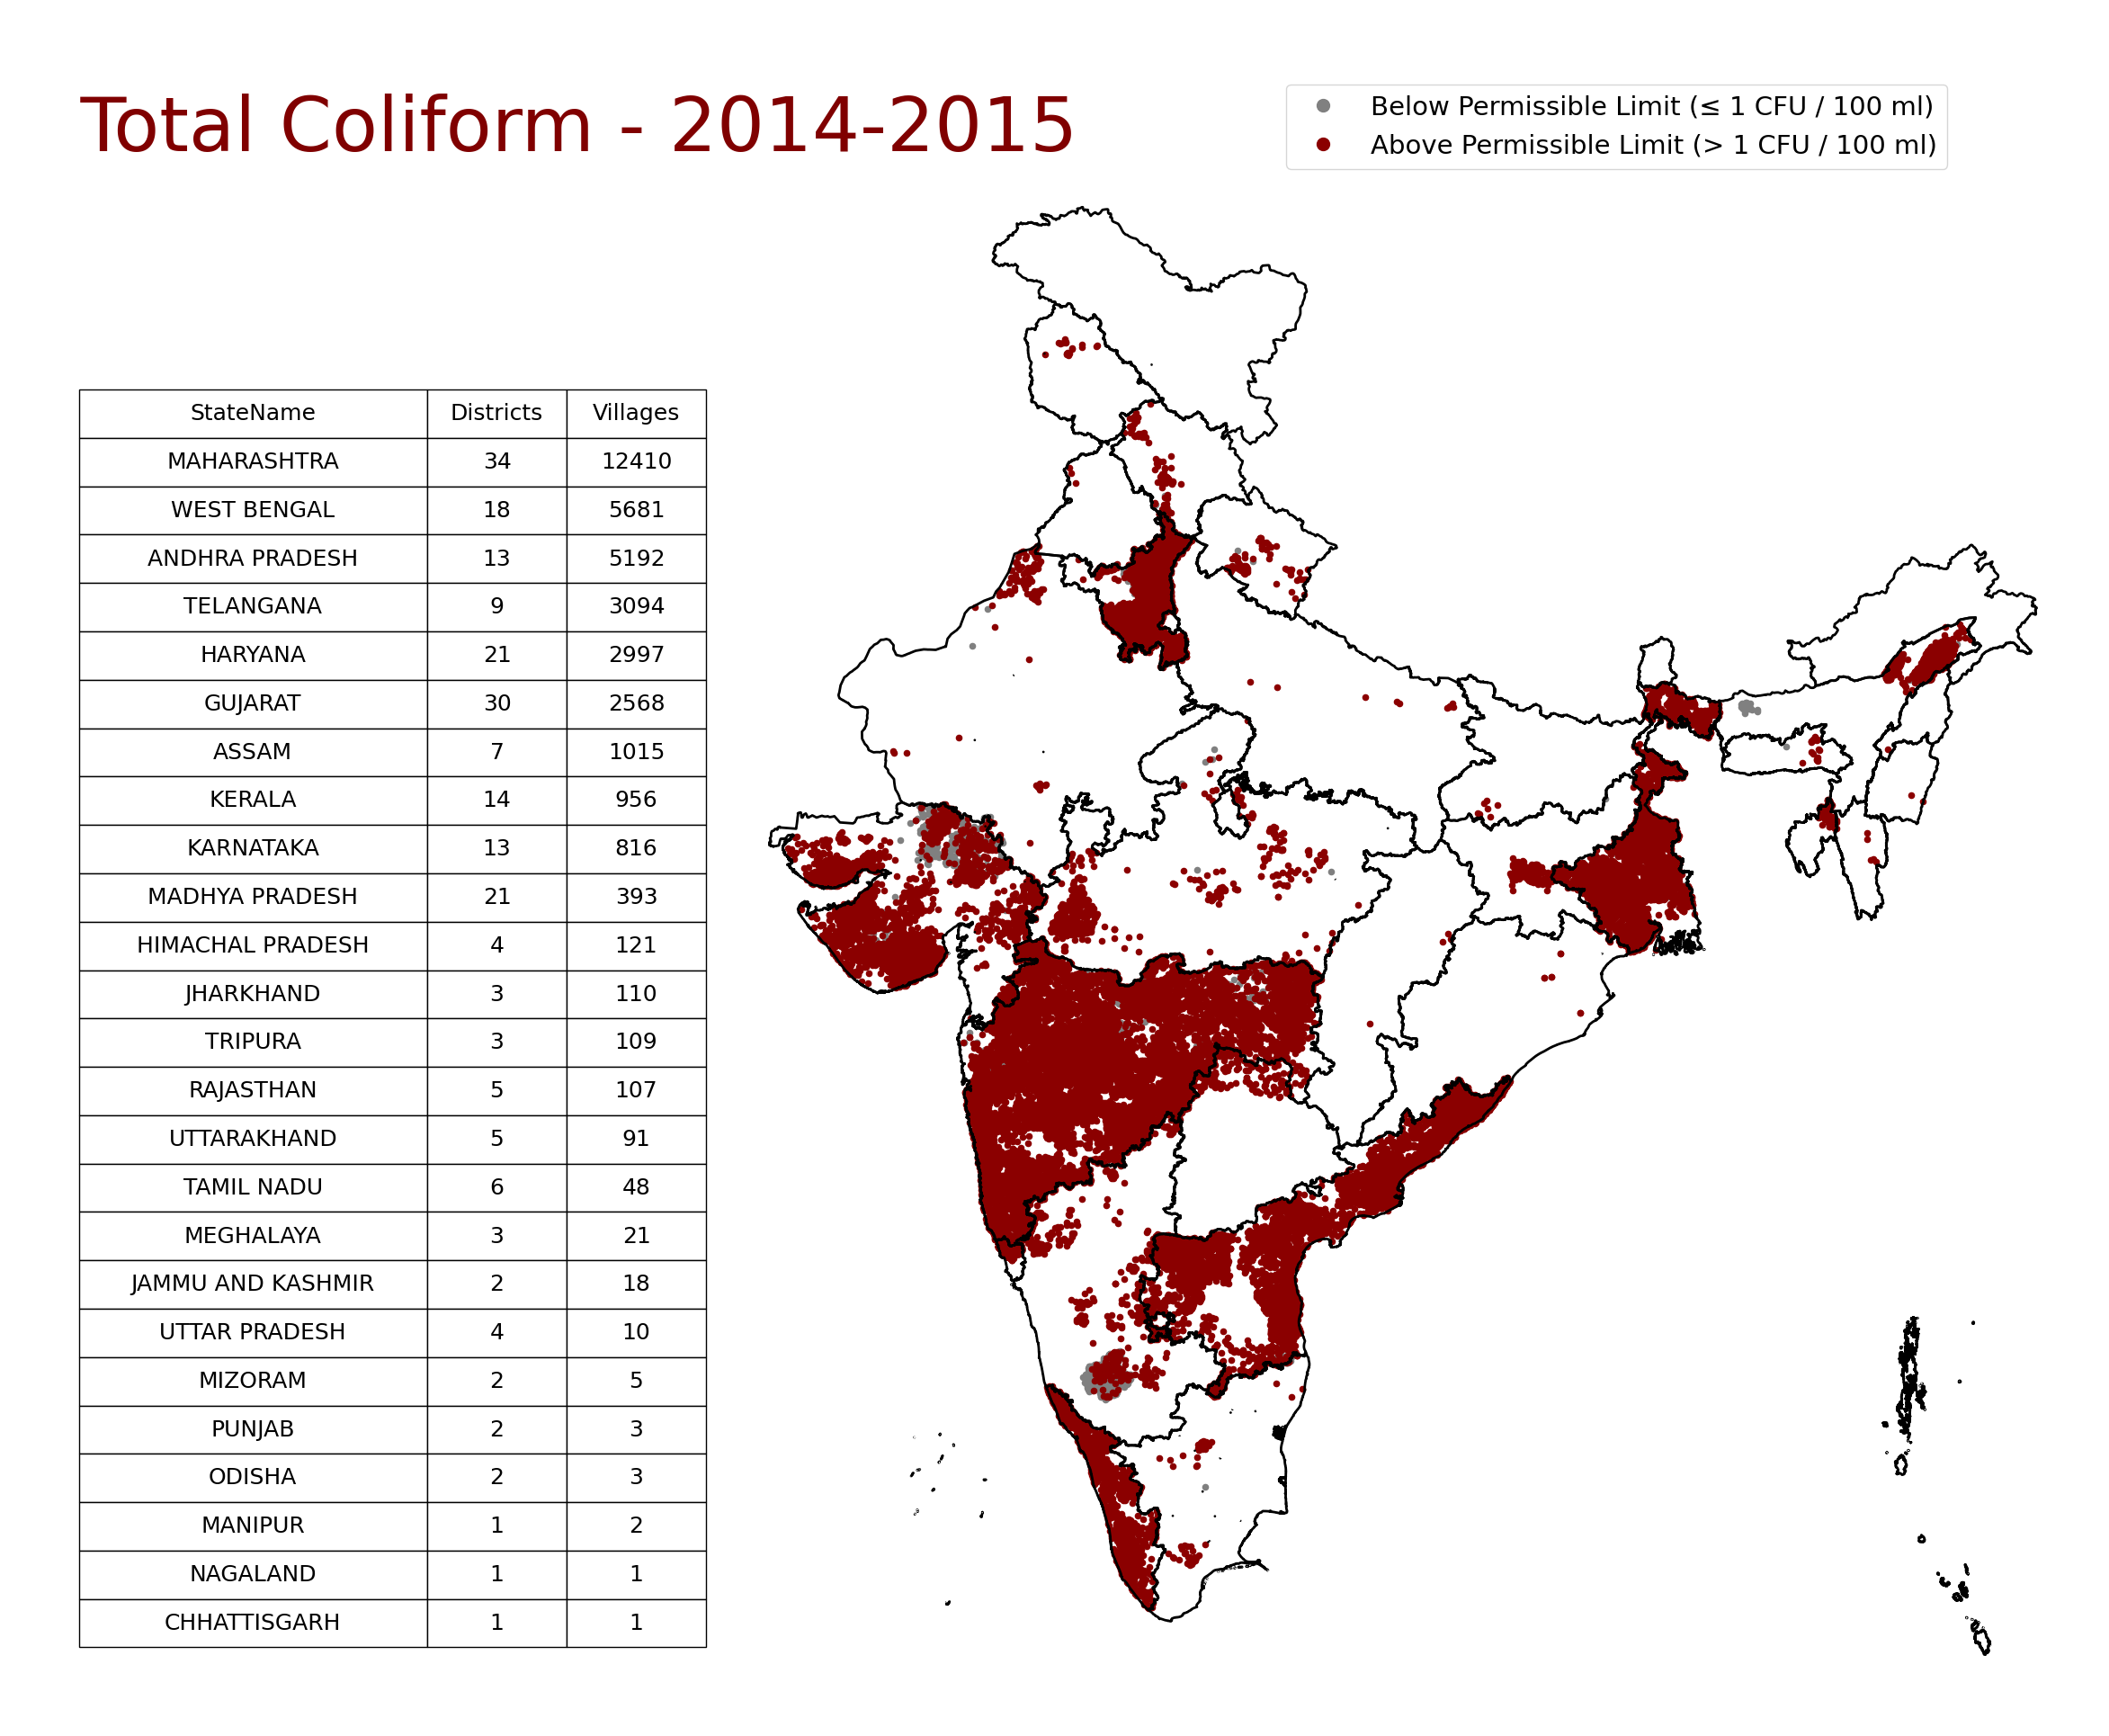 Total Coliform - 2014-2015
Below Permissible Limit (≤ 1 CFU / 100 ml)
Above Permissible Limit (> 1 CFU / 100 ml)
StateName Districts Villages
MAHARASHTRA 34 12410
WEST BENGAL 18 5681
ANDHRA PRADESH 13 5192
TELANGANA 9 3094
HARYANA 21 2997
GUJARAT 30 2568
ASSAM 7 1015
KERALA 14 956
KARNATAKA 13 816
MADHYA PRADESH 21 393
HIMACHAL PRADESH 4 121
JHARKHAND 3 110
TRIPURA 3 109
RAJASTHAN 5 107
UTTARAKHAND 5 91
TAMIL NADU 6 48
MEGHALAYA 3 21
JAMMU AND KASHMIR 2 18
UTTAR PRADESH 4 10
MIZORAM 2 5
PUNJAB 2 3
ODISHA 2 3
MANIPUR 1 2
NAGALAND 1 1
CHHATTISGARH 1 1